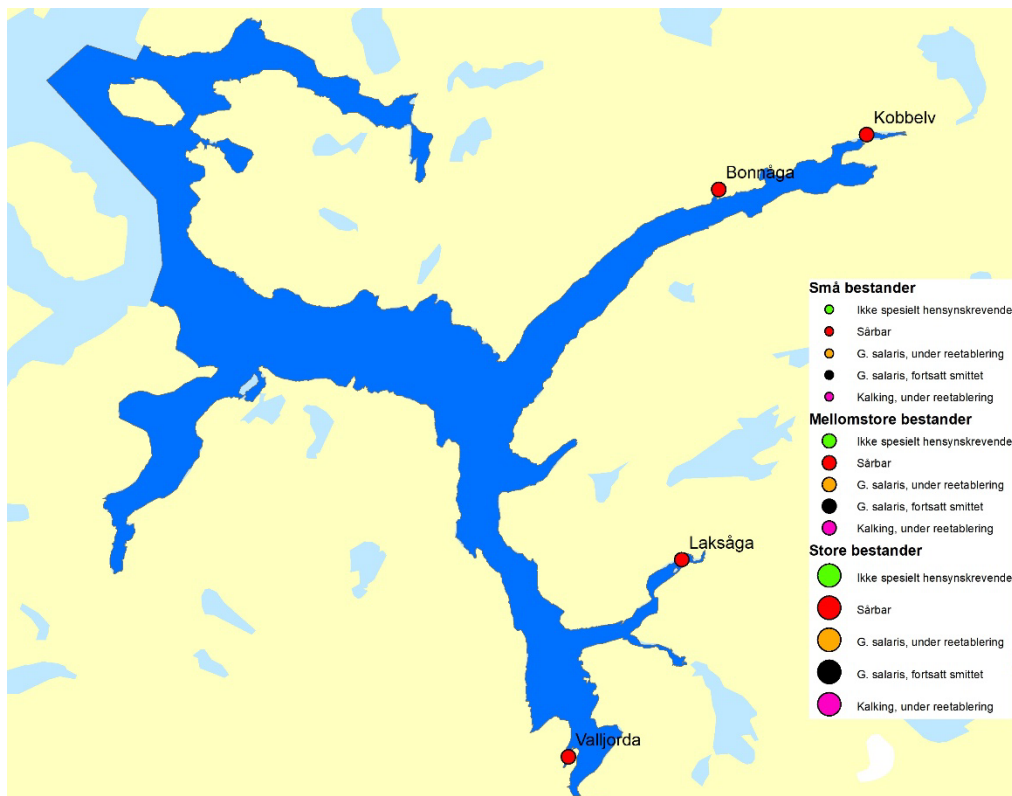 Kobbelv
Bonnåga
Små bestander
Ikke spesielt hensynskrevende
Sårbar
G. salaris, under reetablering
G. salaris, fortsatt smittet
Kalking, under reetablering
Mellomstore bestander
Ikke spesielt hensynskrevende
Sårbar
G. salaris, under reetablering
G. salaris, fortsatt smittet
Kalking, under reetablering
Store bestander
Ikke spesielt hensynskrevende
Sårbar
G. salaris, under reetablering
G. salaris, fortsatt smittet
Kalking, under reetablering
Laksåga
Valljorda